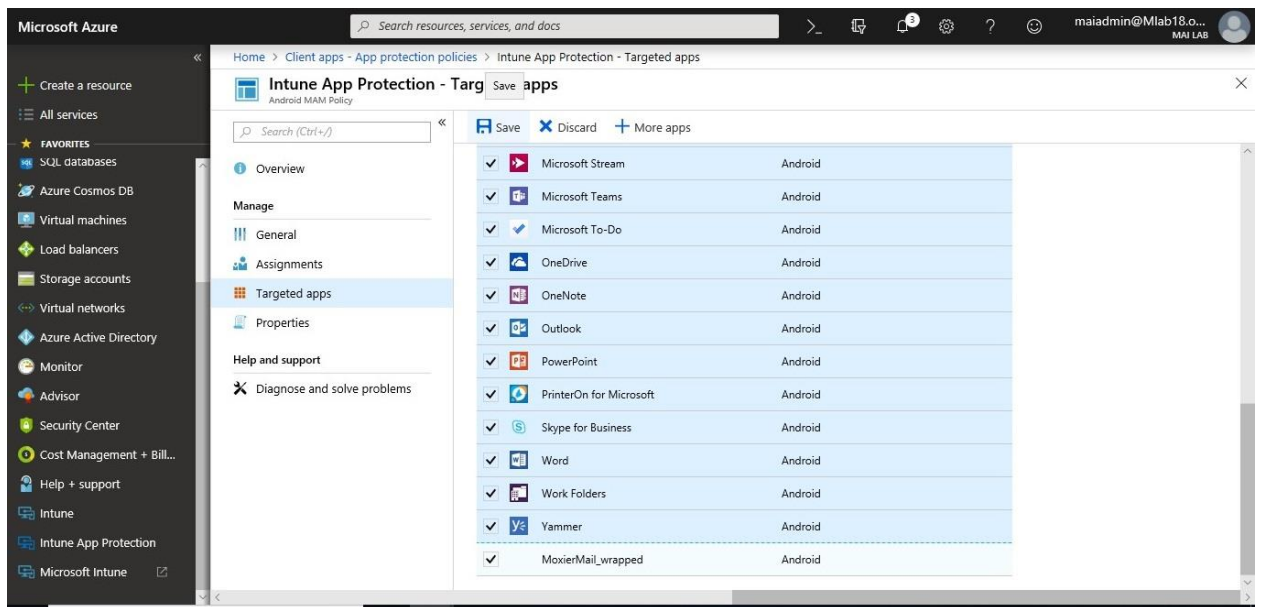 Microsoft Azure
Search resources, services, and docs
3
maiadmin@Mlab18.o...
MAI LAB
Home > Client apps - App protection policies > Intune App Protection - Targeted apps
Create a resource
All services
FAVORITES
SQL databases
Azure Cosmos DB
Virtual machines
Load balancers
Storage accounts
Virtual networks
Azure Active Directory
Monitor
Advisor
Security Center
Cost Management + Bill...
Help + support
Intune
Intune App Protection
Microsoft Intune
Intune App Protection - Targ apps
Save
Android MAM Policy
Search (Ctrl+/)
Overview
Manage
General
Assignments
Targeted apps
Properties
Help and support
Diagnose and solve problems
Save Discard More apps
Microsoft Stream Android
Microsoft Teams Android
Microsoft To-Do Android
OneDrive Android
OneNote Android
Outlook Android
PowerPoint Android
PrinterOn for Microsoft Android
Skype for Business Android
Word Android
Work Folders Android
Yammer Android
MoxierMail_wrapped Android